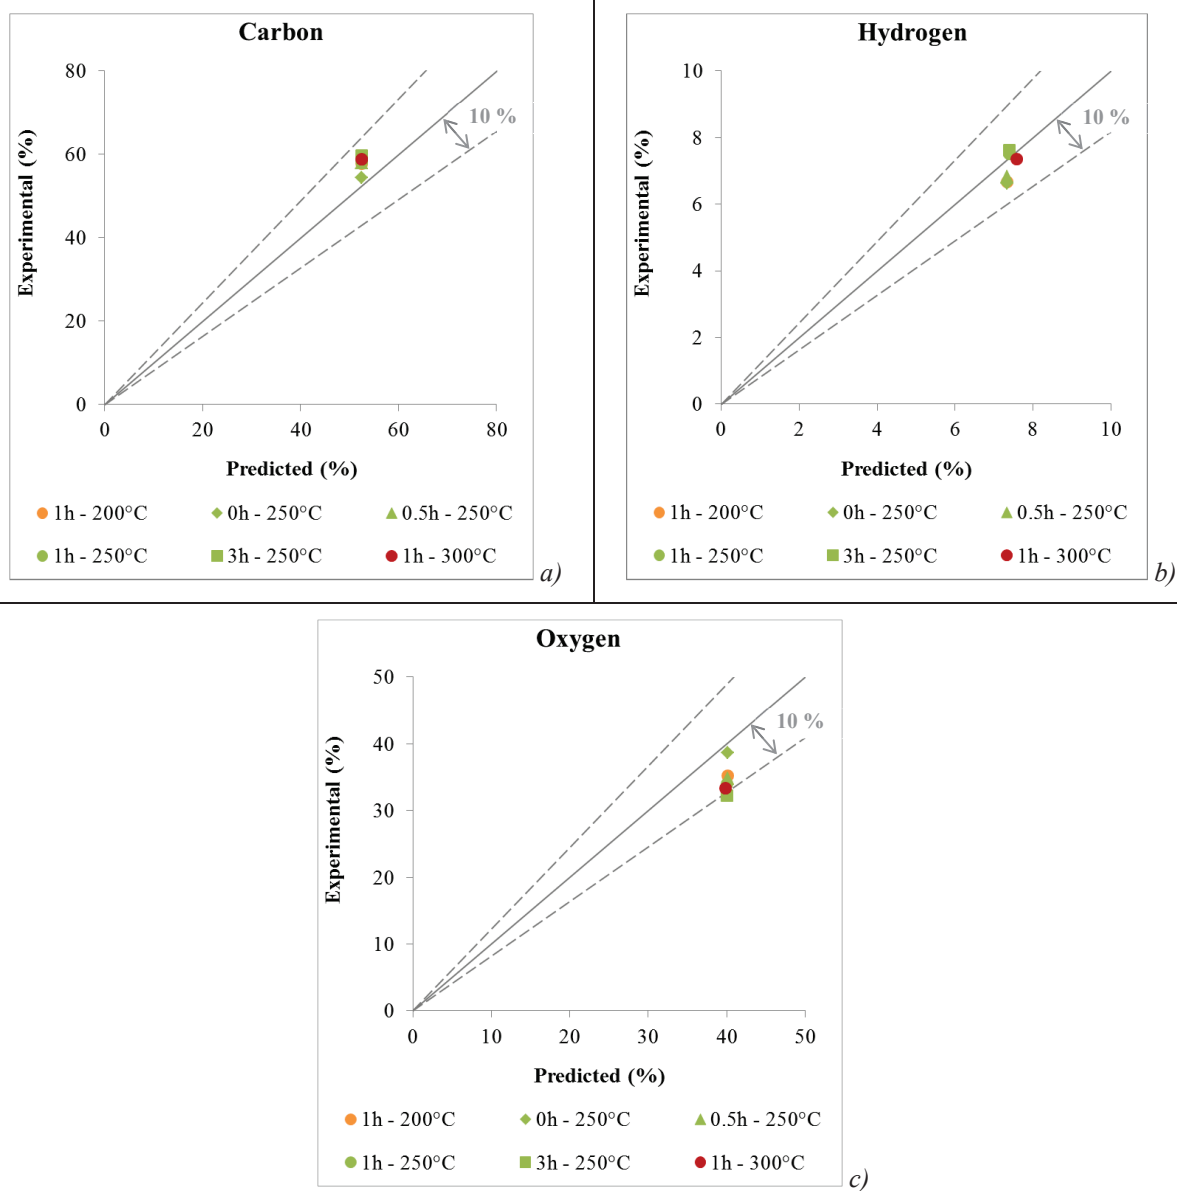 Carbon
80
60
40
20
0
0 20 40 60 80
Experimental (%)
Predicted (%)
10 %
1h - 200°C 0h - 250°C 0.5h - 250°C
1h - 250°C 3h - 250°C 1h - 300°C
a)
Hydrogen
10
8
6
4
2
0
0 2 4 6 8 10
Experimental (%)
Predicted (%)
10 %
1h - 200°C 0h - 250°C 0.5h - 250°C
1h - 250°C 3h - 250°C 1h - 300°C
b)
Oxygen
50
40
30
20
10
0
0 10 20 30 40 50
Experimental (%)
Predicted (%)
10 %
1h - 200°C 0h - 250°C 0.5h - 250°C
1h - 250°C 3h - 250°C 1h - 300°C
c)